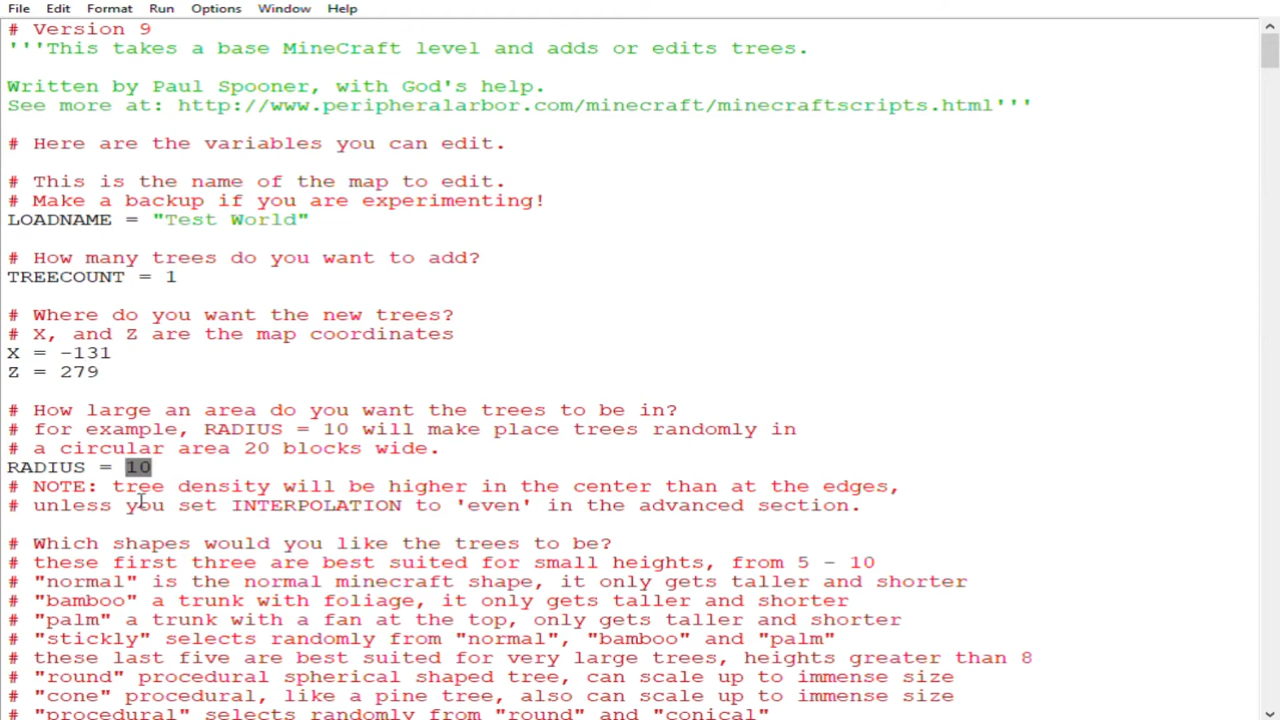 File Edit Format Run Options Window Help
# Version 9
'''This takes a base MineCraft level and adds or edits trees.
Written by Paul Spooner, with God's help.
See more at: http://www.peripheralarbor.com/minecraft/minecraftscripts.html'''
# Here are the variables you can edit.
# This is the name of the map to edit.
# Make a backup if you are experimenting!
LOADNAME = "Test World"
# How many trees do you want to add?
TREECOUNT = 1
# Where do you want the new trees?
# X, and Z are the map coordinates
X = -131
Z = 279
# How large an area do you want the trees to be in?
# for example, RADIUS = 10 will make place trees randomly in
# a circular area 20 blocks wide.
RADIUS = 10
# NOTE: tree density will be higher in the center than at the edges,
# unless you set INTERPOLATION to 'even' in the advanced section.
# Which shapes would you like the trees to be?
# these first three are best suited for small heights, from 5 - 10
# "normal" is the normal minecraft shape, it only gets taller and shorter
# "bamboo" a trunk with foliage, it only gets taller and shorter
# "palm" a trunk with a fan at the top, only gets taller and shorter
# "stickly" selects randomly from "normal", "bamboo" and "palm"
# these last five are best suited for very large trees, heights greater than 8
# "round" procedural spherical shaped tree, can scale up to immense size
# "cone" procedural, like a pine tree, also can scale up to immense size
# "procedural" selects randomly from "round" and "conical"